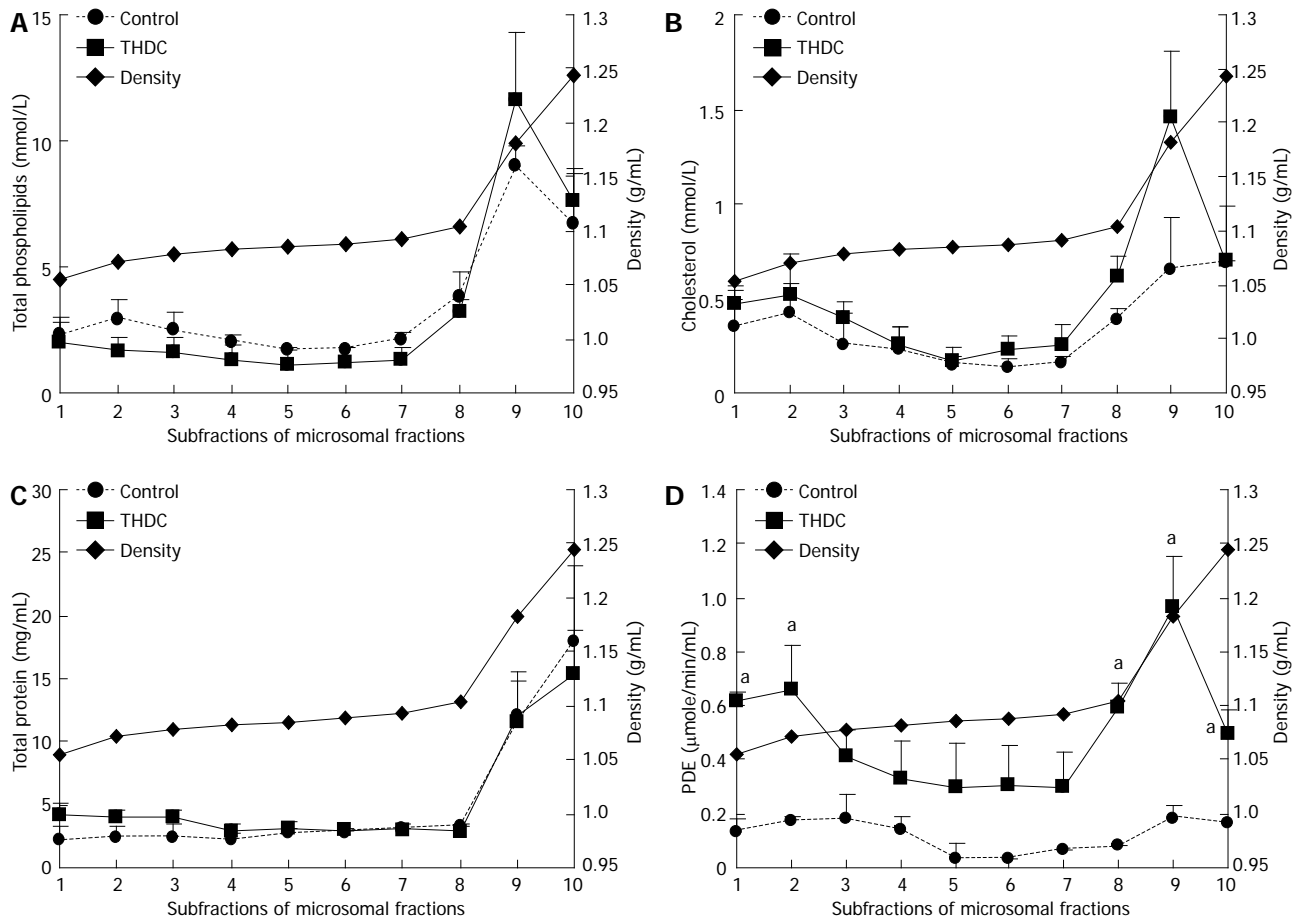 A
Control
THDC
Density
Total phospholipids (mmol/L)
15
10
5
0
Density (g/mL)
1.3
1.25
1.2
1.15
1.1
1.05
1.0
0.95
1 2 3 4 5 6 7 8 9 10
Subfractions of microsomal fractions
B
Control
THDC
Density
Cholesterol (mmol/L)
2
1.5
1
0.5
0
Density (g/mL)
1.3
1.25
1.2
1.15
1.1
1.05
1.0
0.95
1 2 3 4 5 6 7 8 9 10
Subfractions of microsomal fractions
C
Control
THDC
Density
Total protein (mg/mL)
30
25
20
15
10
5
0
Density (g/mL)
1.3
1.25
1.2
1.15
1.1
1.05
1.0
0.95
1 2 3 4 5 6 7 8 9 10
Subfractions of microsomal fractions
D
Control
THDC
Density
PDE (μmole/min/mL)
1.4
1.2
1.0
0.8
0.6
0.4
0.2
0
a
a
a
a
a
Density (g/mL)
1.3
1.25
1.2
1.15
1.1
1.05
1.0
0.95
1 2 3 4 5 6 7 8 9 10
Subfractions of microsomal fractions